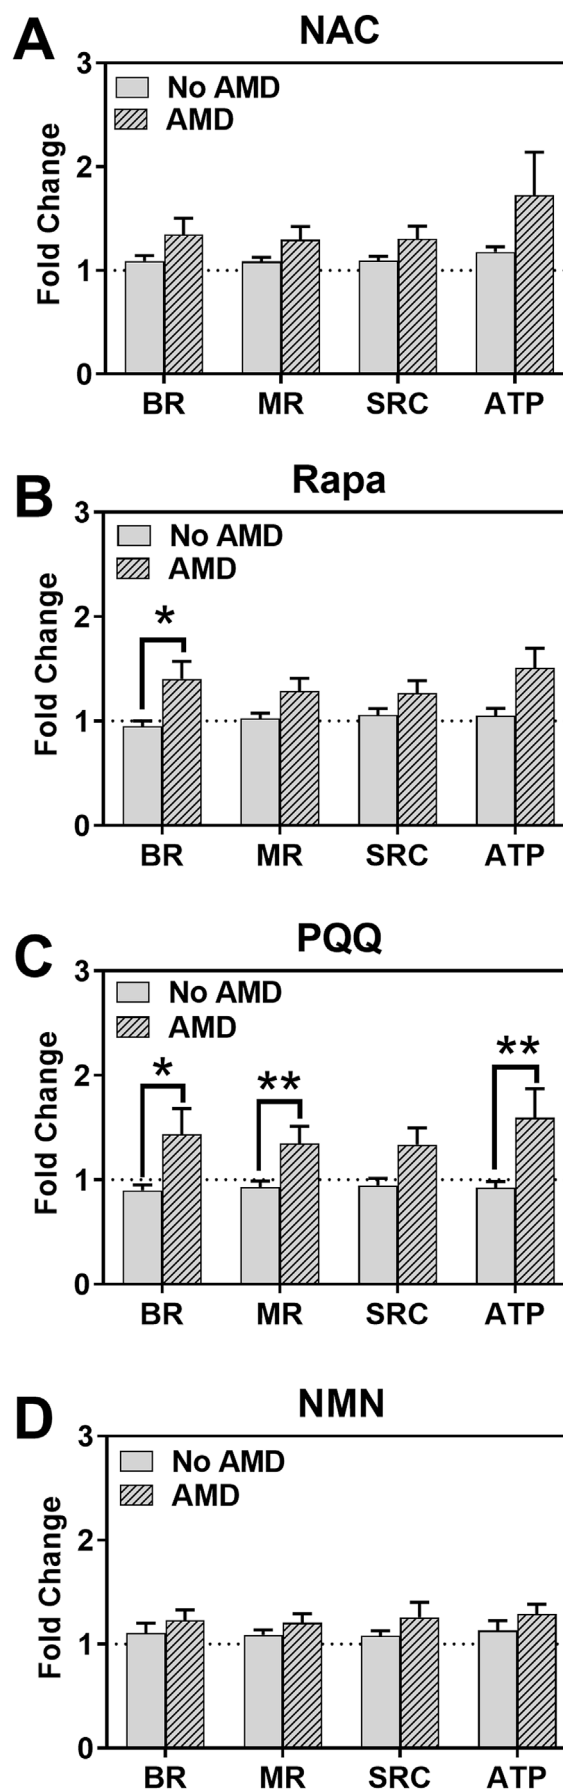 A
NAC
Fold Change
3
2
1
0
No AMD
AMD
BR MR SRC ATP
B
Rapa
Fold Change
3
2
1
0
No AMD
AMD
*
BR MR SRC ATP
C
PQQ
Fold Change
3
2
1
0
No AMD
AMD
* ** **
BR MR SRC ATP
D
NMN
Fold Change
3
2
1
0
No AMD
AMD
BR MR SRC ATP